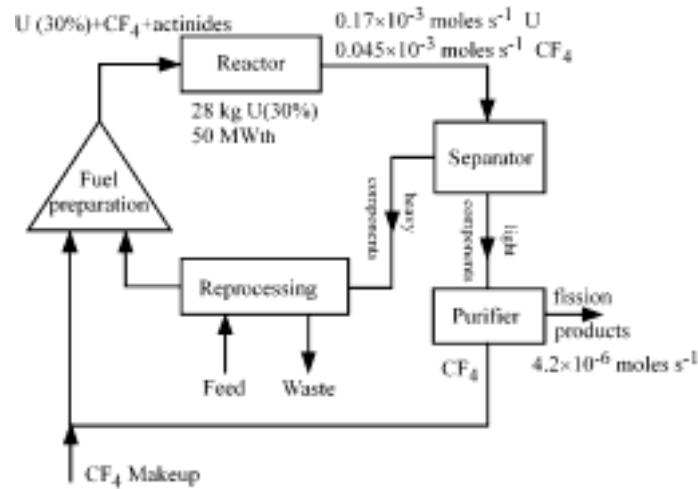 U (30%)+CF4+actinides
0.17×10-3 moles s-1 U
0.045×10-3 moles s-1 CF4
Reactor
28 kg U(30%)
50 MWth
Separator
Fuel
preparation
heavy
components
light
components
Reprocessing
Purifier
fission
products
4.2×10-6 moles s-1
CF4
Feed
Waste
CF4 Makeup